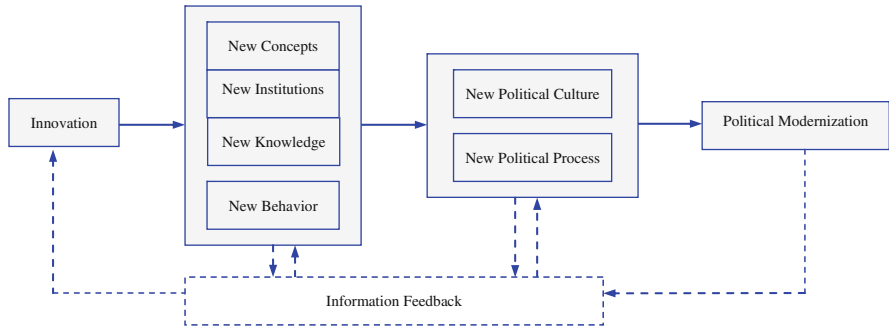 Innovation
New Concepts
New Institutions
New Knowledge
New Behavior
New Political Culture
New Political Process
Political Modernization
Information Feedback